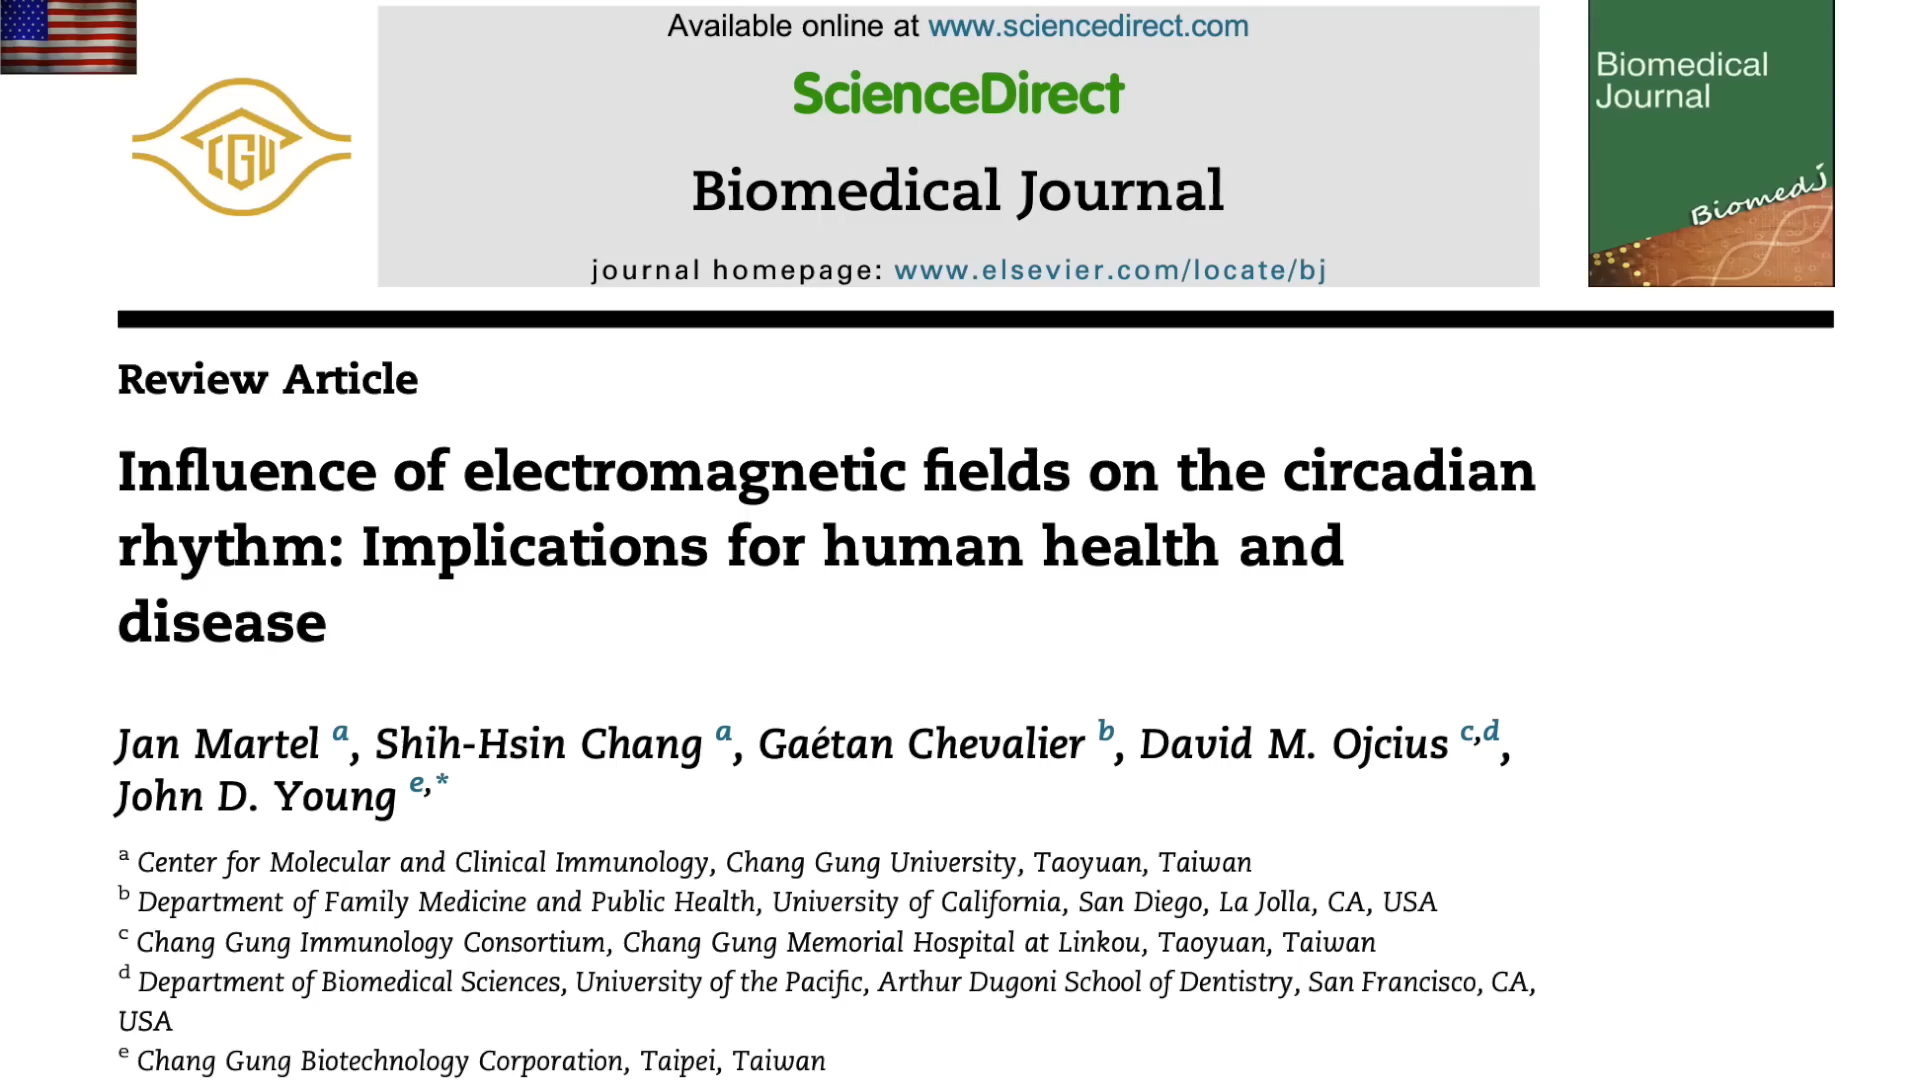 Available online at www.sciencedirect.com
ScienceDirect
Biomedical Journal
journal homepage: www.elsevier.com/locate/bj
CGU
Biomedical
Journal
Biomedj
Review Article
Influence of electromagnetic fields on the circadian
rhythm: Implications for human health and
disease
Jan Martel a, Shih-Hsin Chang a, Gaétan Chevalier b, David M. Ojcius c,d,
John D. Young e,*
a Center for Molecular and Clinical Immunology, Chang Gung University, Taoyuan, Taiwan
b Department of Family Medicine and Public Health, University of California, San Diego, La Jolla, CA, USA
c Chang Gung Immunology Consortium, Chang Gung Memorial Hospital at Linkou, Taoyuan, Taiwan
d Department of Biomedical Sciences, University of the Pacific, Arthur Dugoni School of Dentistry, San Francisco, CA,
USA
e Chang Gung Biotechnology Corporation, Taipei, Taiwan